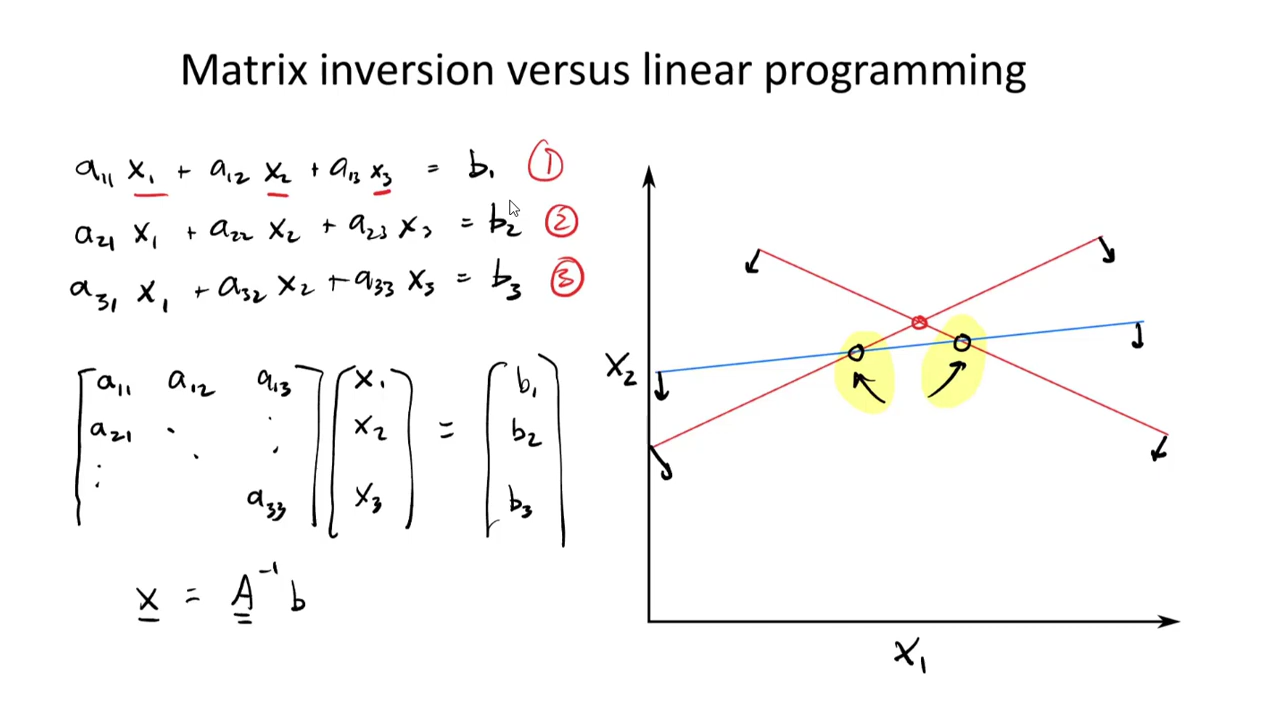 Matrix inversion versus linear programming
a₁₁ x₁ + a₁₂ x₂ + a₁₃ x₃ = b₁ ①
a₂₁ x₁ + a₂₂ x₂ + a₂₃ x₃ = b₂ ②
a₃₁ x₁ + a₃₂ x₂ + a₃₃ x₃ = b₃ ③
a₁₁ a₁₂ a₁₃ x₁ b₁
a₂₁ . : x₂ = b₂
: . a₃₃ x₃ b₃
x = A⁻¹ b
x₂
x₁